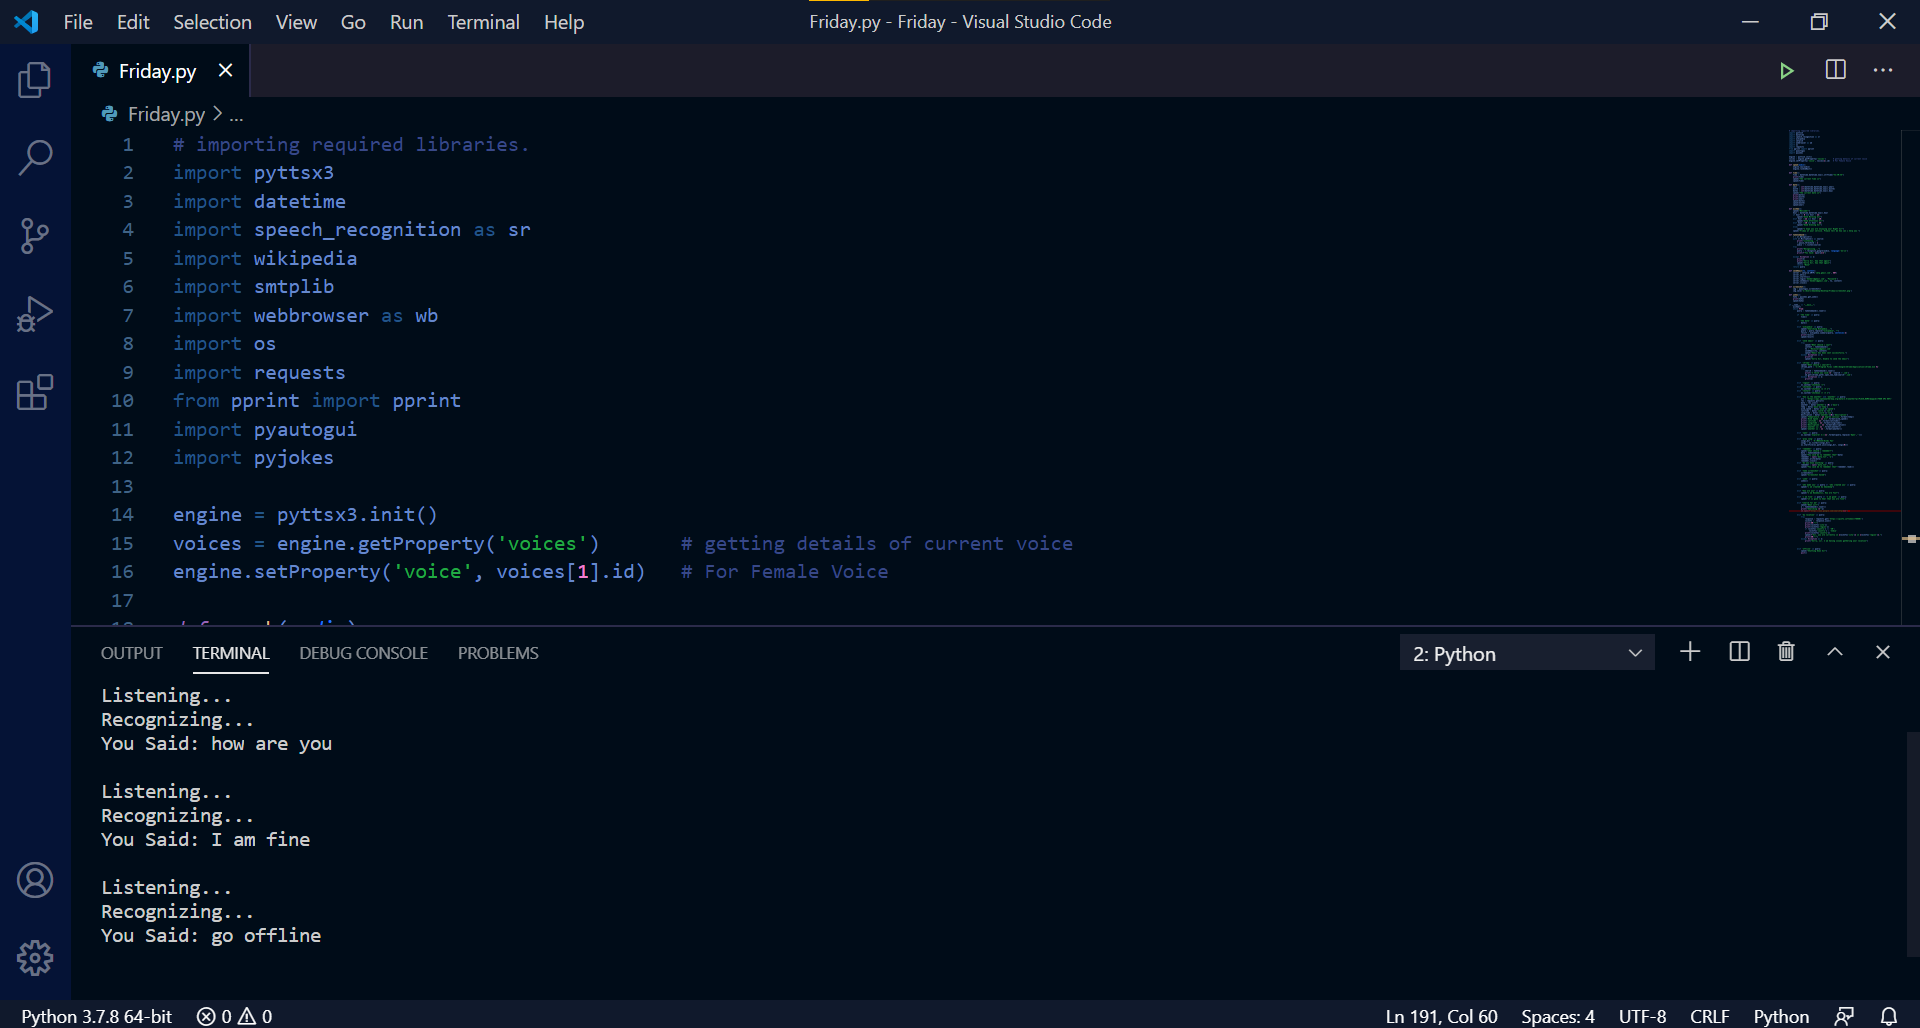 File Edit Selection View Go Run Terminal Help Friday.py - Friday - Visual Studio Code
Friday.py
Friday.py > ...
1 # importing required libraries.
2 import pyttsx3
3 import datetime
4 import speech_recognition as sr
5 import wikipedia
6 import smtplib
7 import webbrowser as wb
8 import os
9 import requests
10 from pprint import pprint
11 import pyautogui
12 import pyjokes
13
14 engine = pyttsx3.init()
15 voices = engine.getProperty('voices') # getting details of current voice
16 engine.setProperty('voice', voices[1].id) # For Female Voice
17
OUTPUT TERMINAL DEBUG CONSOLE PROBLEMS 2: Python
Listening...
Recognizing...
You Said: how are you
Listening...
Recognizing...
You Said: I am fine
Listening...
Recognizing...
You Said: go offline
Python 3.7.8 64-bit 0 0 Ln 191, Col 60 Spaces: 4 UTF-8 CRLF Python